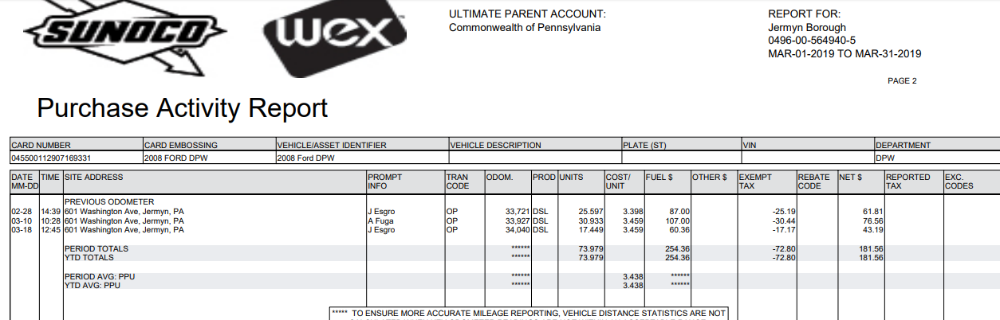 SUNOCO
wex
ULTIMATE PARENT ACCOUNT:
Commonwealth of Pennsylvania
REPORT FOR:
Jermyn Borough
0496-00-564940-5
MAR-01-2019 TO MAR-31-2019
PAGE 2
Purchase Activity Report
CARD NUMBER CARD EMBOSSING VEHICLE/ASSET IDENTIFIER VEHICLE DESCRIPTION PLATE (ST) VIN DEPARTMENT
045500112907169331 2008 FORD DPW 2008 Ford DPW DPW
DATE TIME SITE ADDRESS PROMPT TRAN ODOM. PROD UNITS COST/ FUEL $ OTHER $ EXEMPT REBATE NET $ REPORTED EXC.
MM-DD INFO CODE UNIT TAX CODE TAX CODES
PREVIOUS ODOMETER
02-28 14:39 601 Washington Ave, Jermyn, PA J Esgro OP 33,721 DSL 25.597 3.398 87.00 -25.19 61.81
03-10 10:28 601 Washington Ave, Jermyn, PA A Fuga OP 33,927 DSL 30.933 3.459 107.00 -30.44 76.56
03-18 12:45 601 Washington Ave, Jermyn, PA J Esgro OP 34,040 DSL 17.449 3.459 60.36 -17.17 43.19
PERIOD TOTALS ****** 73.979 254.36 -72.80 181.56
YTD TOTALS ****** 73.979 254.36 -72.80 181.56
PERIOD AVG: PPU ****** 3.438 ******
YTD AVG: PPU ****** 3.438 ******
***** TO ENSURE MORE ACCURATE MILEAGE REPORTING, VEHICLE DISTANCE STATISTICS ARE NOT